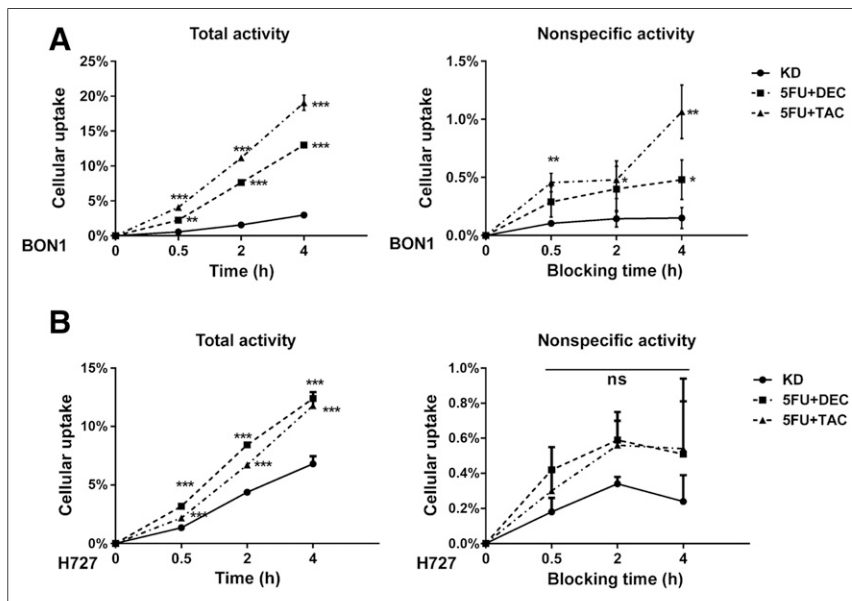 A
Total activity
Nonspecific activity
25%
20%
15%
10%
5%
0%
Cellular uptake
***
***
***
***
***
**
0
0.5
2
4
BON1
Time (h)
1.5%
1.0%
0.5%
0.0%
Cellular uptake
**
**
*
*
0
0.5
2
4
BON1
Blocking time (h)
KD
5FU+DEC
5FU+TAC
B
Total activity
Nonspecific activity
15%
10%
5%
0%
Cellular uptake
***
***
***
***
***
***
0
0.5
2
4
H727
Time (h)
1.0%
0.8%
0.6%
0.4%
0.2%
0.0%
Cellular uptake
ns
0
0.5
2
4
H727
Blocking time (h)
KD
5FU+DEC
5FU+TAC